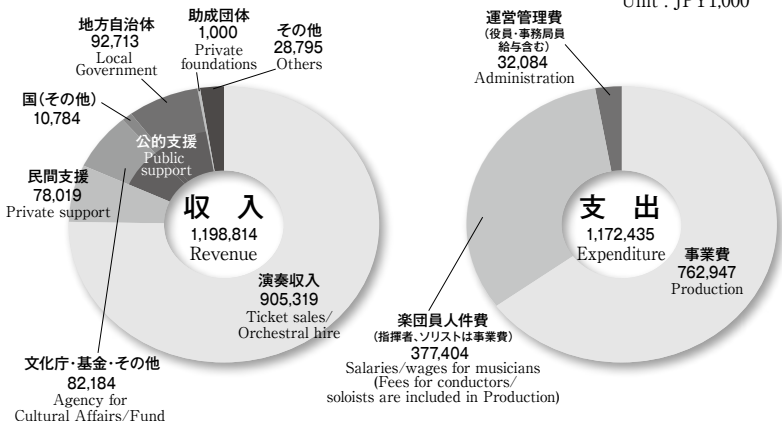 Unit : JPY1,000
地方自治体
92,713
Local
Government
助成団体
1,000
Private
foundations
その他
28,795
Others
国(その他)
10,784
公的支援
Public
support
民間支援
78,019
Private support
収 入
1,198,814
Revenue
演奏収入
905,319
Ticket sales/
Orchestral hire
文化庁・基金・その他
82,184
Agency for
Cultural Affairs/Fund
運営管理費
(役員・事務局員
給与含む)
32,084
Administration
支 出
1,172,435
Expenditure
事業費
762,947
Production
楽団員人件費
(指揮者、ソリストは事業費)
377,404
Salaries/wages for musicians
(Fees for conductors/
soloists are included in Production)